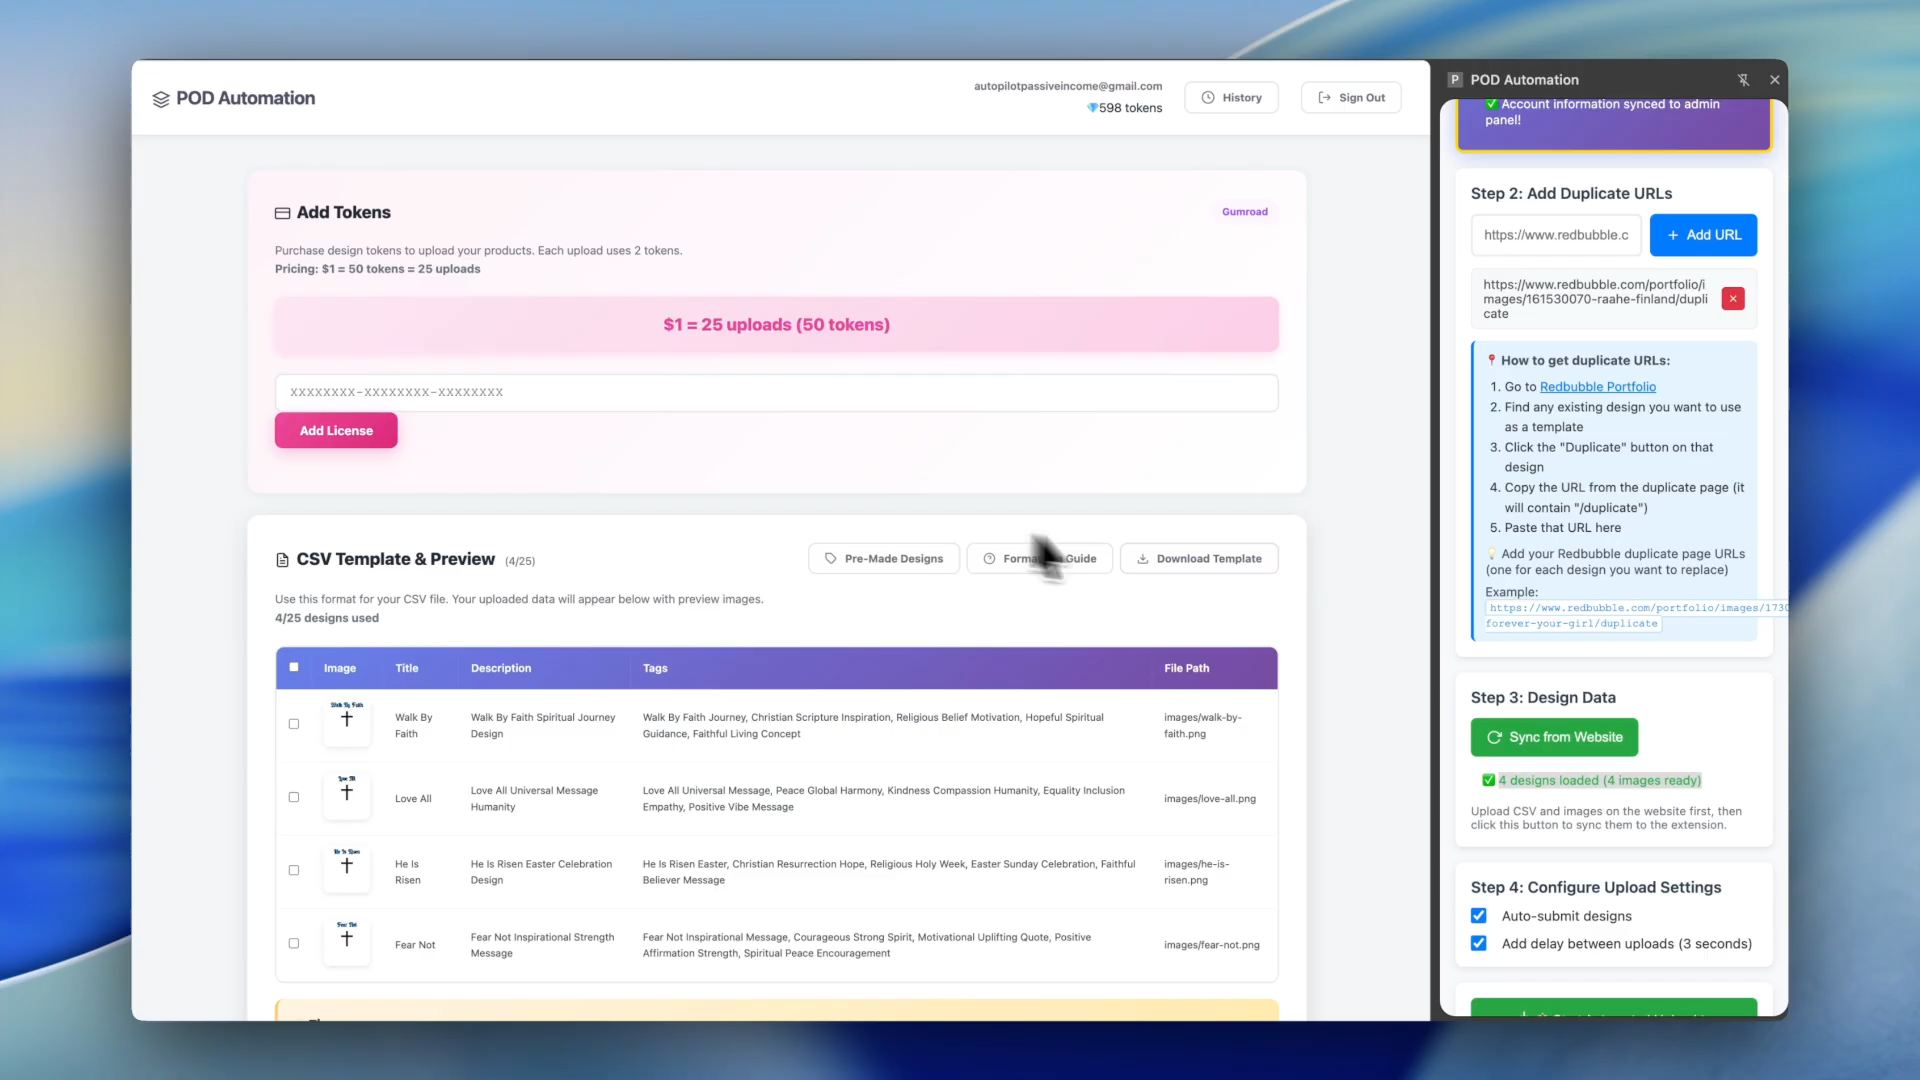 POD Automation
autopilotpassiveincome@gmail.com
598 tokens
History
Sign Out
Add Tokens
Gumroad
Purchase design tokens to upload your products. Each upload uses 2 tokens.
Pricing: $1 = 50 tokens = 25 uploads
$1 = 25 uploads (50 tokens)
xxxxxxxx-xxxxxxxx-xxxxxxxx
Add License
CSV Template & Preview (4/25)
Pre-Made Designs
Guide
Download Template
Use this format for your CSV file. Your uploaded data will appear below with preview images.
4/25 designs used
Image Title Description Tags File Path
Walk By Faith
Walk By
Faith
Walk By Faith Spiritual Journey
Design
Walk By Faith Journey, Christian Scripture Inspiration, Religious Belief Motivation, Hopeful Spiritual
Guidance, Faithful Living Concept
images/walk-by-
faith.png
Love All
Love All
Love All Universal Message
Humanity
Love All Universal Message, Peace Global Harmony, Kindness Compassion Humanity, Equality Inclusion
Empathy, Positive Vibe Message
images/love-all.png
He Is Risen
He Is
Risen
He Is Risen Easter Celebration
Design
He Is Risen Easter, Christian Resurrection Hope, Religious Holy Week, Easter Sunday Celebration, Faithful
Believer Message
images/he-is-
risen.png
Fear Not
Fear Not
Fear Not Inspirational Strength
Message
Fear Not Inspirational Message, Courageous Strong Spirit, Motivational Uplifting Quote, Positive
Affirmation Strength, Spiritual Peace Encouragement
images/fear-not.png
P POD Automation
Account information synced to admin
panel!
Step 2: Add Duplicate URLs
https://www.redbubble.c
+ Add URL
https://www.redbubble.com/portfolio/i
mages/161530070-raahe-finland/dupli
cate
How to get duplicate URLs:
1. Go to Redbubble Portfolio
2. Find any existing design you want to use
as a template
3. Click the "Duplicate" button on that
design
4. Copy the URL from the duplicate page (it
will contain "/duplicate")
5. Paste that URL here
Add your Redbubble duplicate page URLs
(one for each design you want to replace)
Example:
https://www.redbubble.com/portfolio/images/1730
forever-your-girl/duplicate
Step 3: Design Data
Sync from Website
4 designs loaded (4 images ready)
Upload CSV and images on the website first, then
click this button to sync them to the extension.
Step 4: Configure Upload Settings
Auto-submit designs
Add delay between uploads (3 seconds)